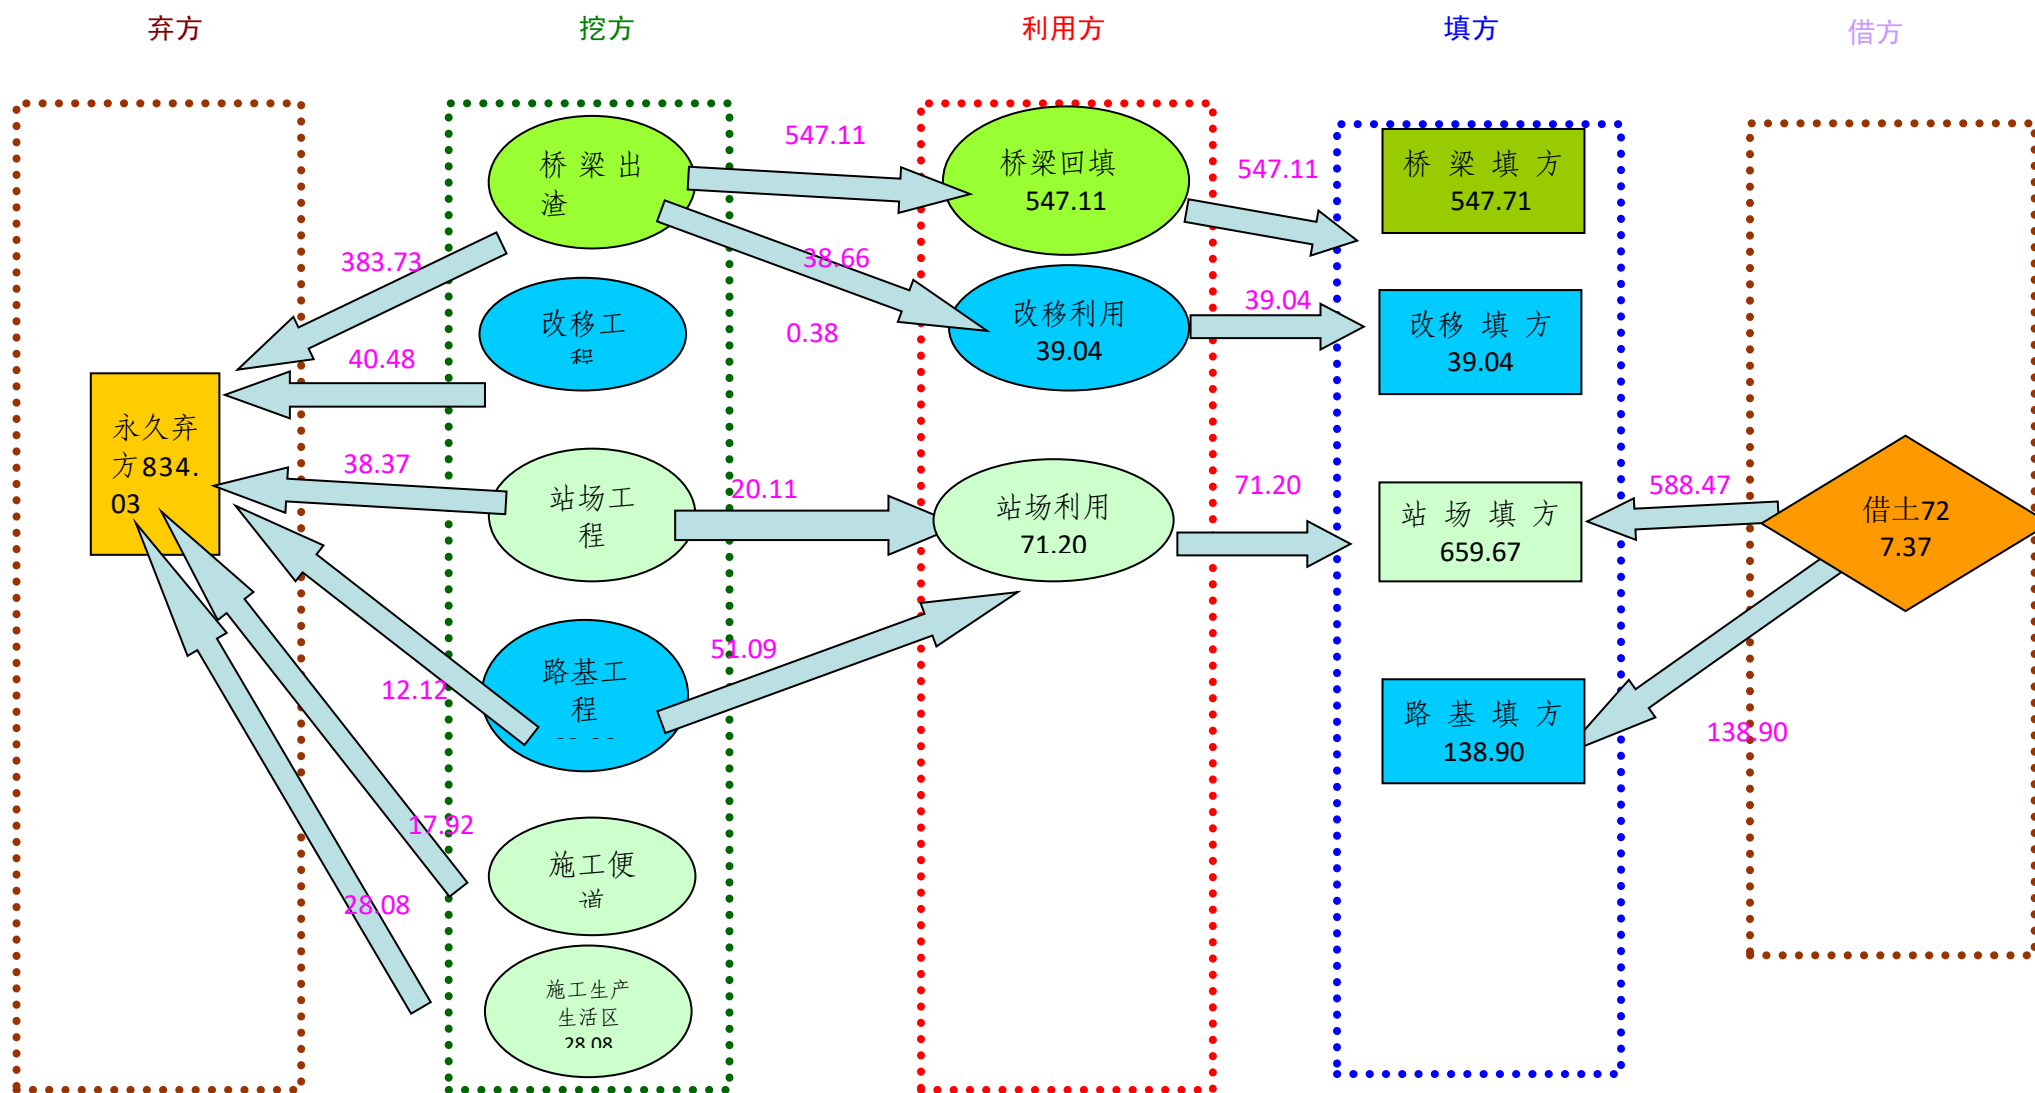 弃方
挖方
利用方
填方
借方
桥 梁 出
渣
547.11
桥梁回填
547.11
547.11
桥 梁 填 方
547.71
383.73
38.66
改移工
程
0.38
改移利用
39.04
39.04
改移 填 方
39.04
40.48
永久弃
方834.
03
38.37
站场工
程
20.11
站场利用
71.20
71.20
站 场 填 方
659.67
588.47
借土72
7.37
12.12
路基工
程
51.09
路 基 填 方
138.90
138.90
17.92
施工便
道
28.08
施工生产
生活区
28.08